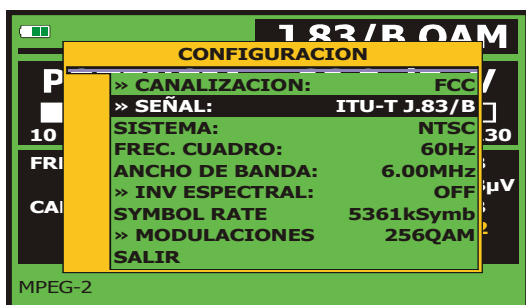 J.83/B QAM
CONFIGURACION
» CANALIZACION: FCC
» SEÑAL: ITU-T J.83/B
SISTEMA: NTSC
FREC. CUADRO: 60Hz
ANCHO DE BANDA: 6.00MHz
» INV ESPECTRAL: OFF
SYMBOL RATE 5361kSymb
» MODULACIONES 256QAM
SALIR
10
MPEG-2